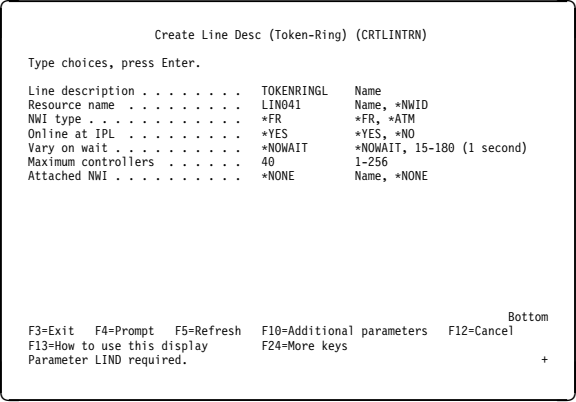 Create Line Desc (Token-Ring) (CRTLINTRN)
Type choices, press Enter.
Line description . . . . . . . . TOKENRINGL Name
Resource name . . . . . . . . . LIN041 Name, *NWID
NWI type . . . . . . . . . . . . *FR *FR, *ATM
Online at IPL . . . . . . . . . *YES *YES, *NO
Vary on wait . . . . . . . . . . *NOWAIT *NOWAIT, 15-180 (1 second)
Maximum controllers . . . . . . 40 1-256
Attached NWI . . . . . . . . . . *NONE Name, *NONE
Bottom
F3=Exit F4=Prompt F5=Refresh F10=Additional parameters F12=Cancel
F13=How to use this display F24=More keys
Parameter LIND required. +